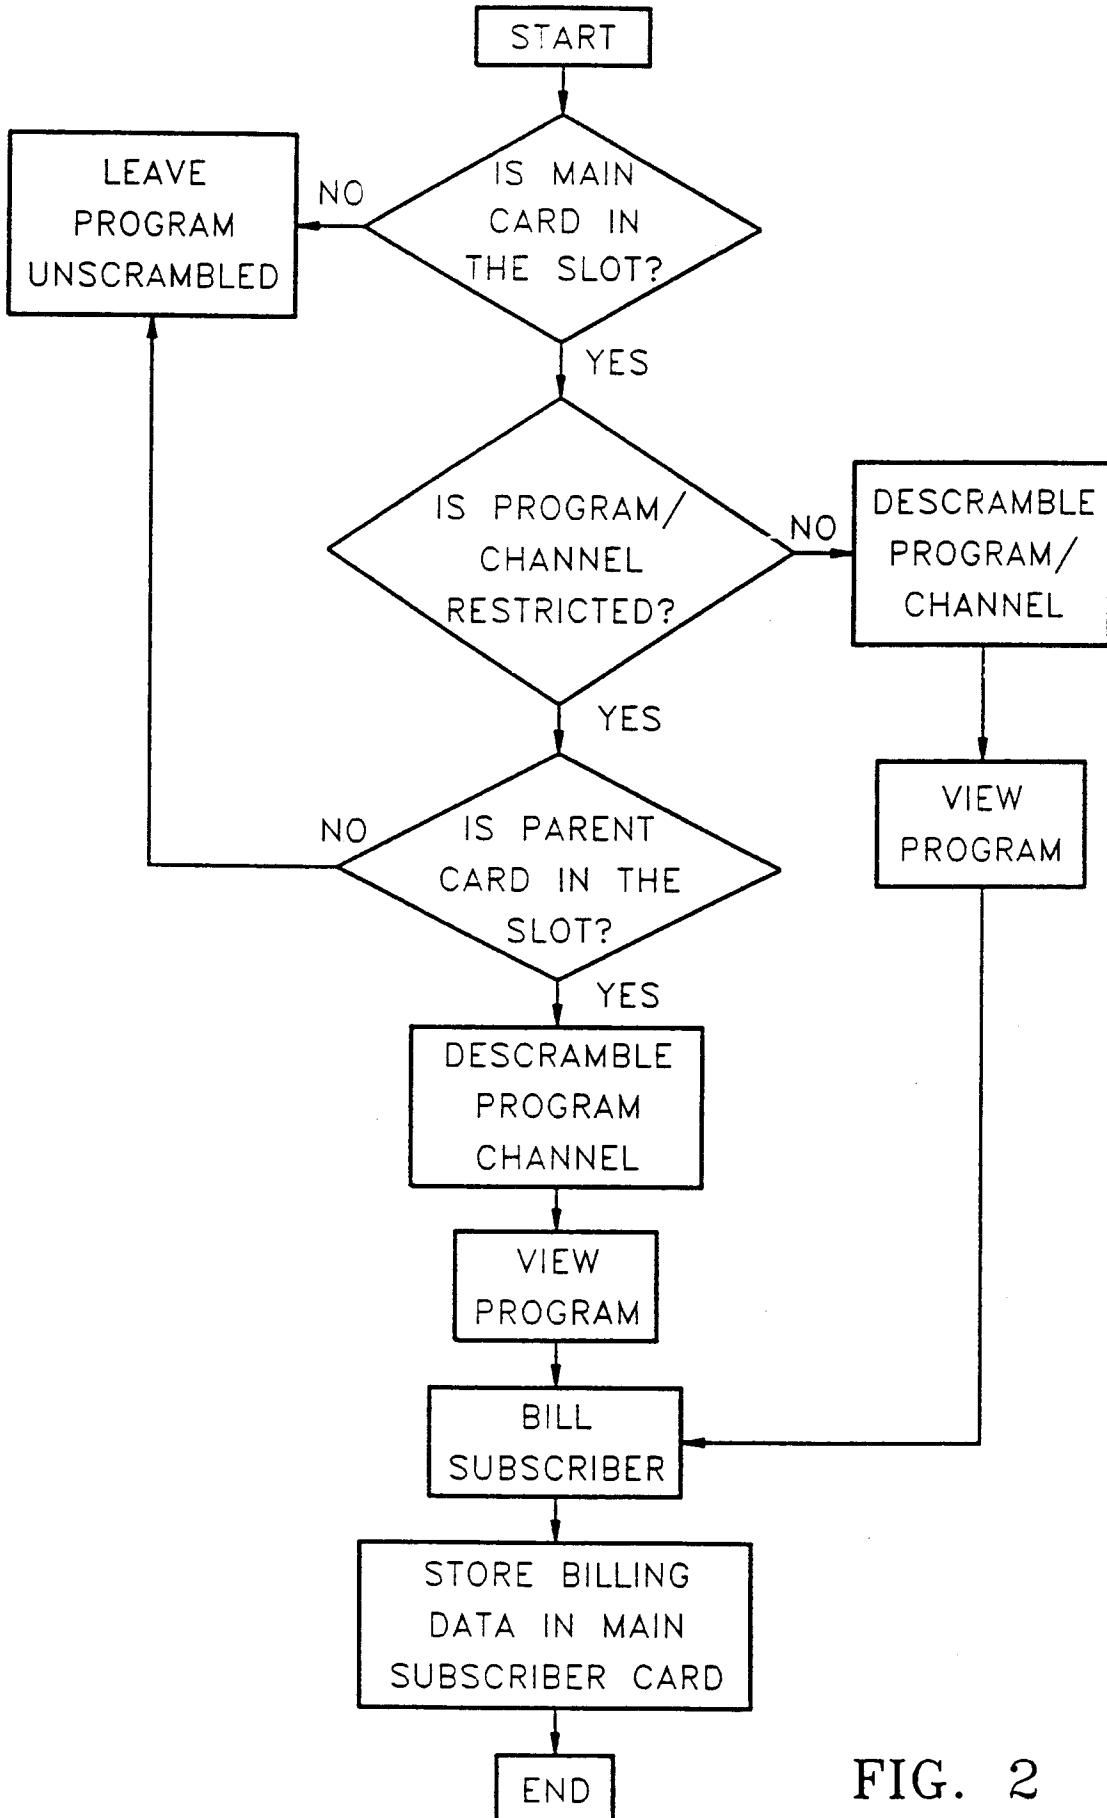 START
IS MAIN
CARD IN
THE SLOT?
NO
LEAVE
PROGRAM
UNSCRAMBLED
YES
IS PROGRAM/
CHANNEL
RESTRICTED?
NO
DESCRAMBLE
PROGRAM/
CHANNEL
VIEW
PROGRAM
YES
IS PARENT
CARD IN THE
SLOT?
NO
YES
DESCRAMBLE
PROGRAM
CHANNEL
VIEW
PROGRAM
BILL
SUBSCRIBER
STORE BILLING
DATA IN MAIN
SUBSCRIBER CARD
END
FIG. 2